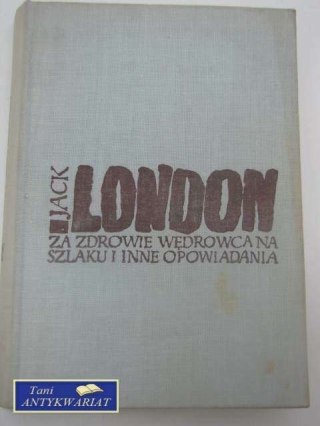 JACK
LONDON
ZA ZDROWIE WĘDROWCA NA
SZLAKU I INNE OPOWIADANIA
Tani
ANTYKWARIAT